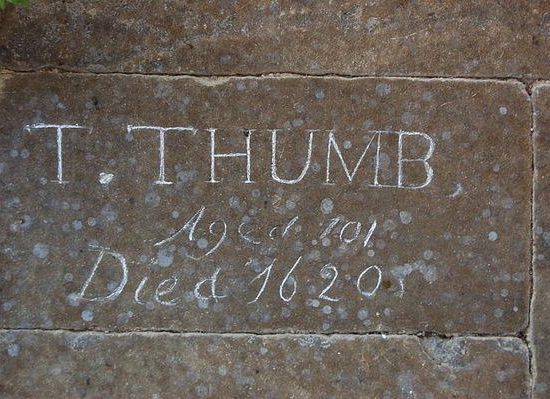 T. THUMB
Aged 101
Died 1620